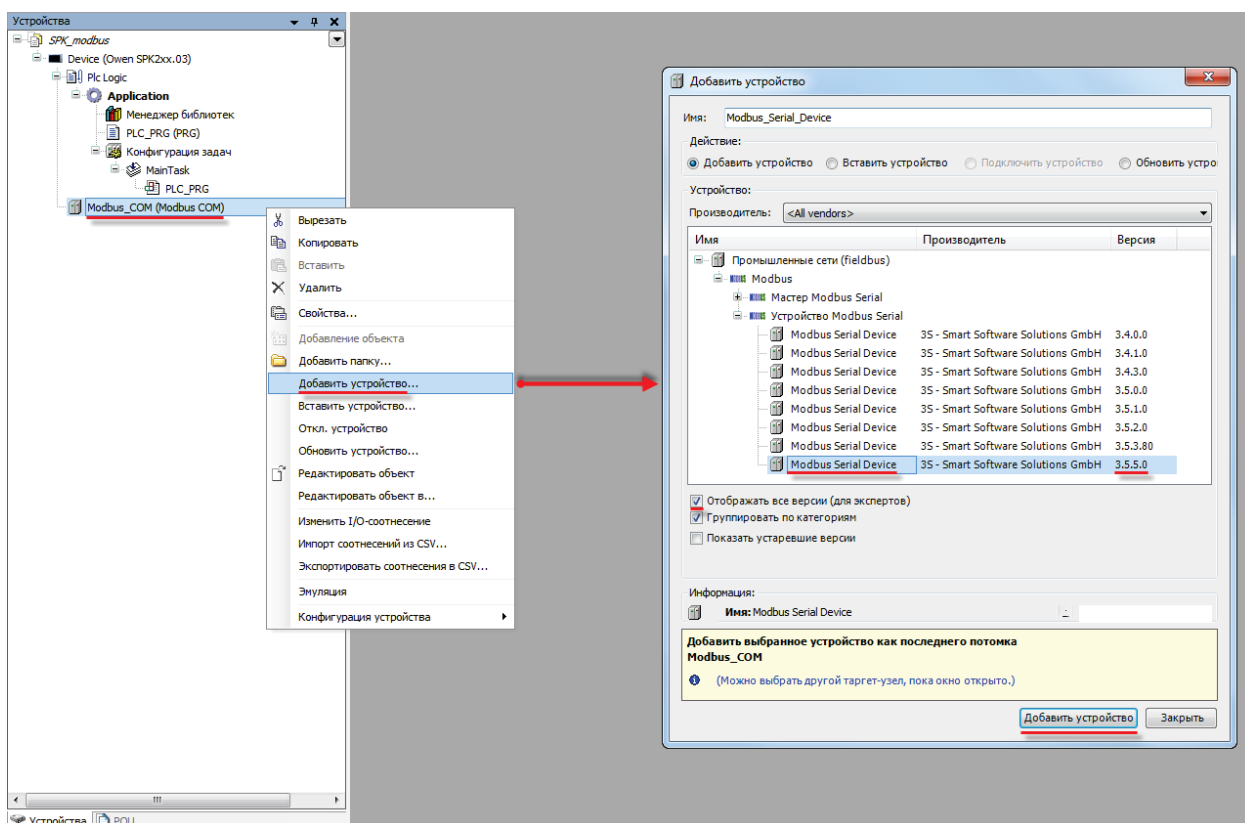 Устройства
SPK_modbus
Device (Owen SPK2xx.03)
Plc Logic
Application
Менеджер библиотек
PLC_PRG (PRG)
Конфигурация задач
MainTask
PLC_PRG
Modbus_COM (Modbus COM)
Вырезать
Копировать
Вставить
Удалить
Свойства...
Добавление объекта
Добавить папку...
Добавить устройство...
Вставить устройство...
Откл. устройство
Обновить устройство...
Редактировать объект
Редактировать объект в...
Изменить I/O-соотнесение
Импорт соотнесений из CSV...
Экспортировать соотнесения в CSV...
Эмуляция
Конфигурация устройства
Устройства POU
Добавить устройство
Имя: Modbus_Serial_Device
Действие:
Добавить устройство Вставить устройство Подключить устройство Обновить устро
Устройство:
Производитель: <All vendors>
Имя Производитель Версия
Промышленные сети (fieldbus)
Modbus
Мастер Modbus Serial
Устройство Modbus Serial
Modbus Serial Device 3S - Smart Software Solutions GmbH 3.4.0.0
Modbus Serial Device 3S - Smart Software Solutions GmbH 3.4.1.0
Modbus Serial Device 3S - Smart Software Solutions GmbH 3.4.3.0
Modbus Serial Device 3S - Smart Software Solutions GmbH 3.5.0.0
Modbus Serial Device 3S - Smart Software Solutions GmbH 3.5.1.0
Modbus Serial Device 3S - Smart Software Solutions GmbH 3.5.2.0
Modbus Serial Device 3S - Smart Software Solutions GmbH 3.5.3.80
Modbus Serial Device 3S - Smart Software Solutions GmbH 3.5.5.0
Отображать все версии (для экспертов)
Группировать по категориям
Показать устаревшие версии
Информация:
Имя: Modbus Serial Device
Добавить выбранное устройство как последнего потомка
Modbus_COM
(Можно выбрать другой таргет-узел, пока окно открыто.)
Добавить устройство Закрыть